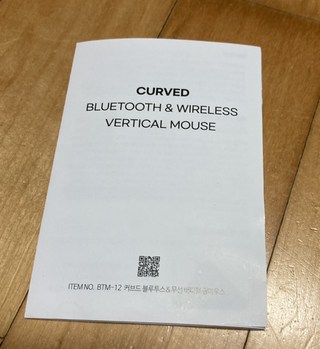 CURVED
BLUETOOTH & WIRELESS
VERTICAL MOUSE
ITEM NO. BTM-12 커브드 블루투스&무선 버티컬 마우스